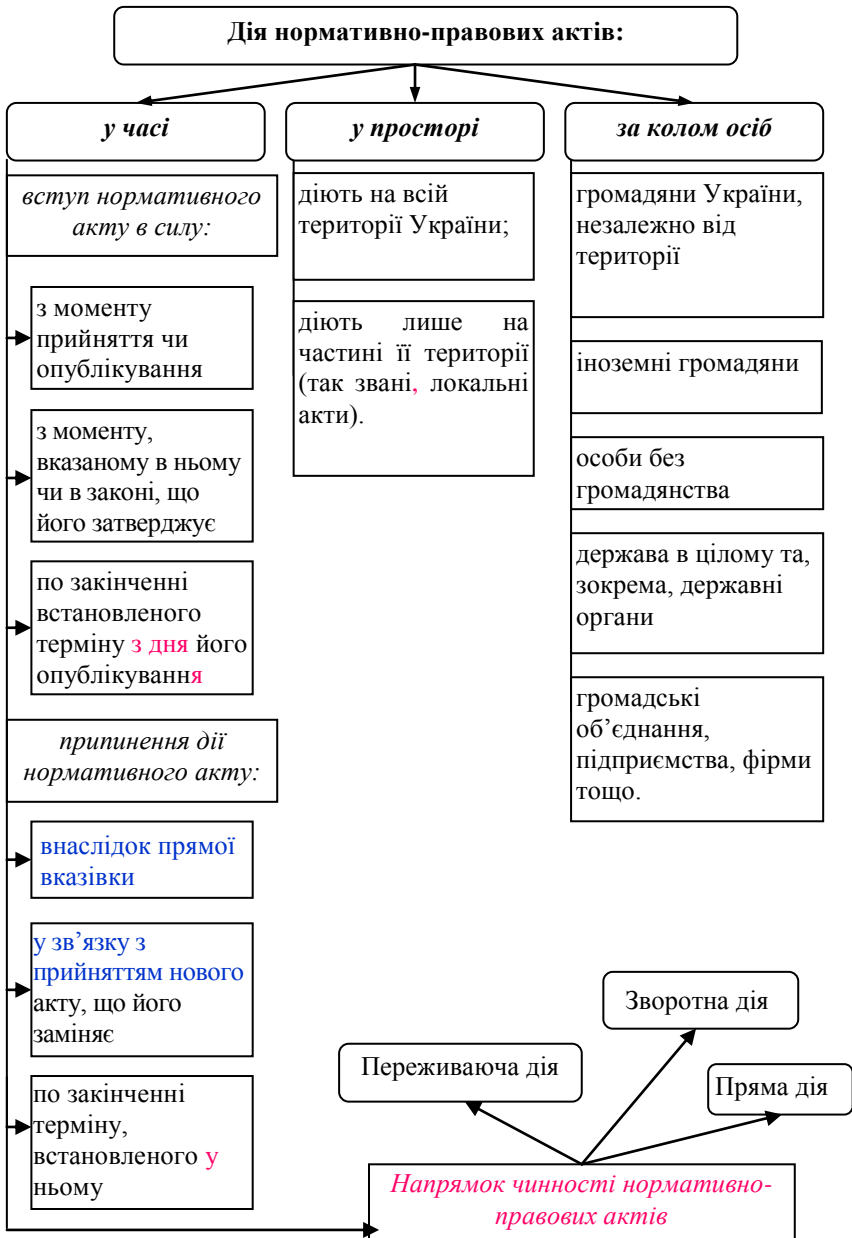 Дія нормативно-правових актів:
у часі
вступ нормативного
акту в силу:
з моменту
прийняття чи
опублікування
з моменту,
вказаному в ньому
чи в законі, що
його затверджує
по закінченні
встановленого
терміну з дня його
опублікування
припинення дії
нормативного акту:
внаслідок прямої
вказівки
у зв’язку з
прийняттям нового
акту, що його
заміняє
по закінченні
терміну,
встановленого у
ньому
у просторі
діють на всій
території України;
діють лише на
частині її території
(так звані, локальні
акти).
за колом осіб
громадяни України,
незалежно від
території
іноземні громадяни
особи без
громадянства
держава в цілому та,
зокрема, державні
органи
громадські
об’єднання,
підприємства, фірми
тощо.
Зворотна дія
Переживаюча дія
Пряма дія
Напрямок чинності нормативно-
правових актів